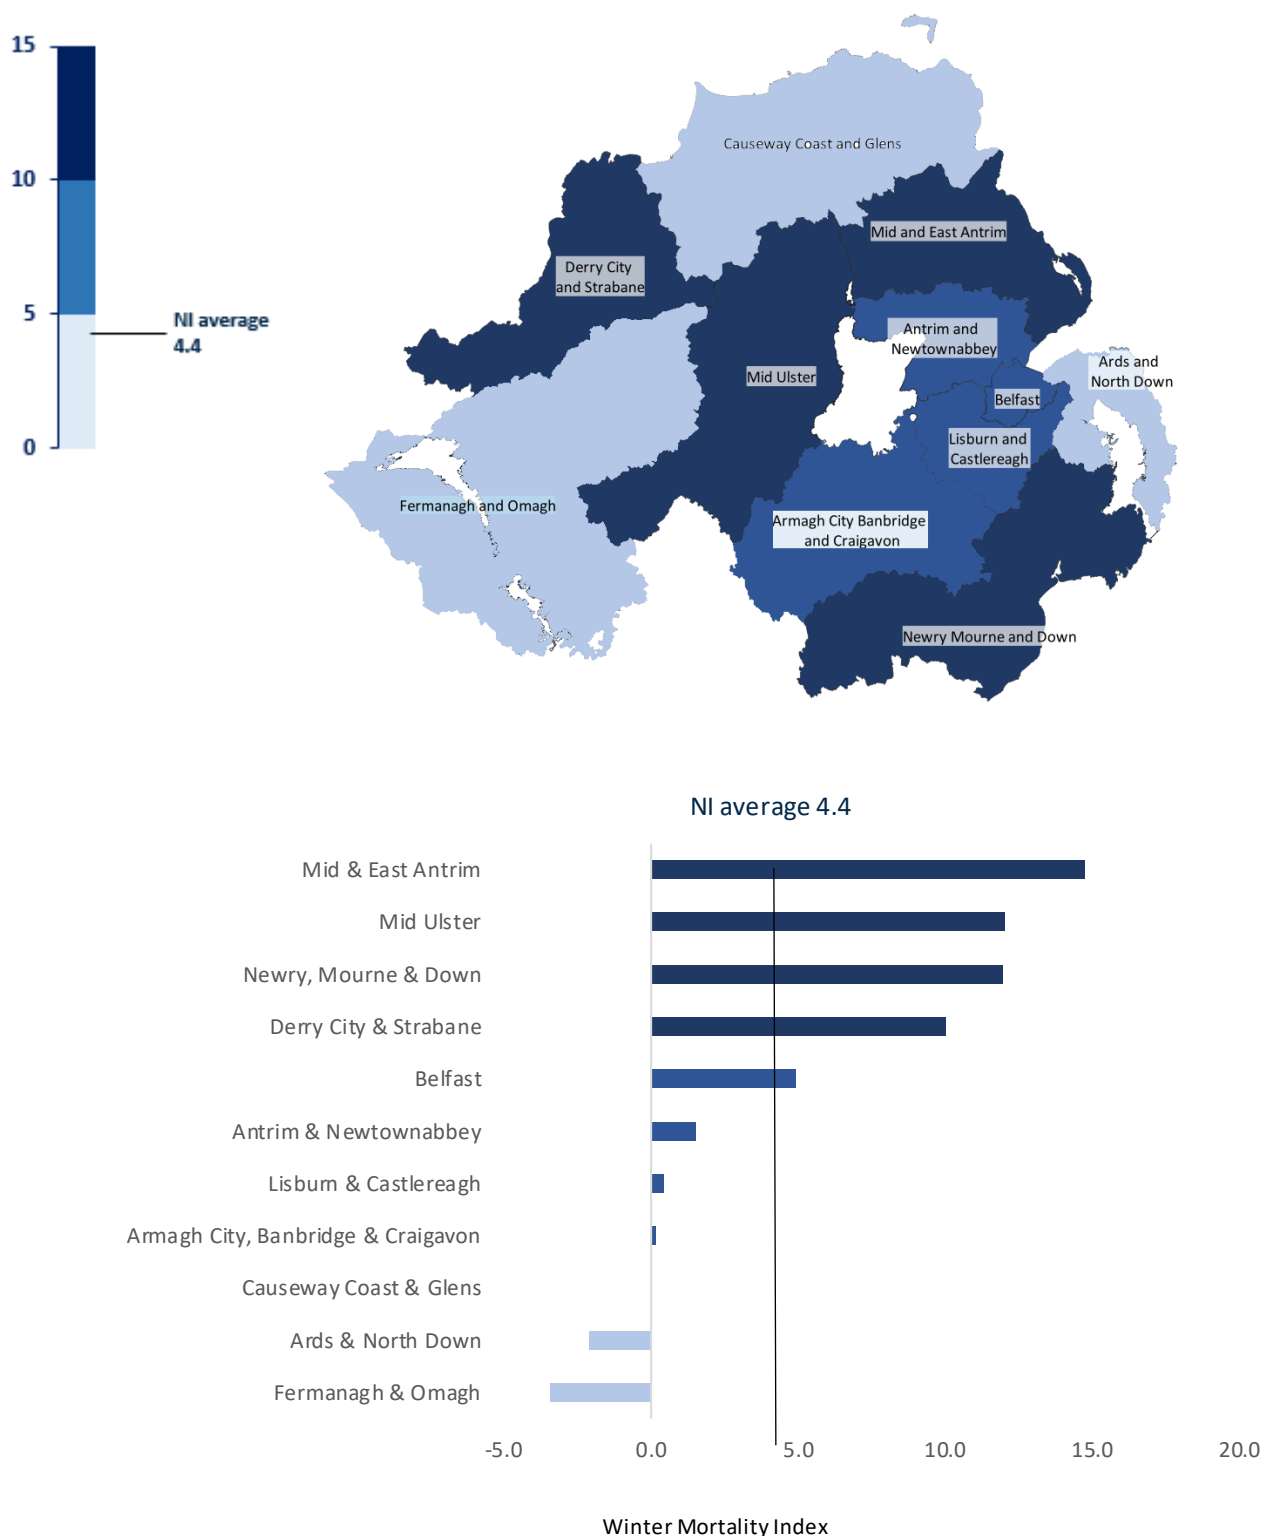 15
10
5
0
NI average
4.4
Causeway Coast and Glens
Mid and East Antrim
Derry City
and Strabane
Antrim and
Newtownabbey
Ards and
North Down
Mid Ulster
Belfast
Lisburn and
Castlereagh
Fermanagh and Omagh
Armagh City Banbridge
and Craigavon
Newry Mourne and Down
NI average 4.4
Mid & East Antrim
Mid Ulster
Newry, Mourne & Down
Derry City & Strabane
Belfast
Antrim & Newtownabbey
Lisburn & Castlereagh
Armagh City, Banbridge & Craigavon
Causeway Coast & Glens
Ards & North Down
Fermanagh & Omagh
-5.0 0.0 5.0 10.0 15.0 20.0
Winter Mortality Index